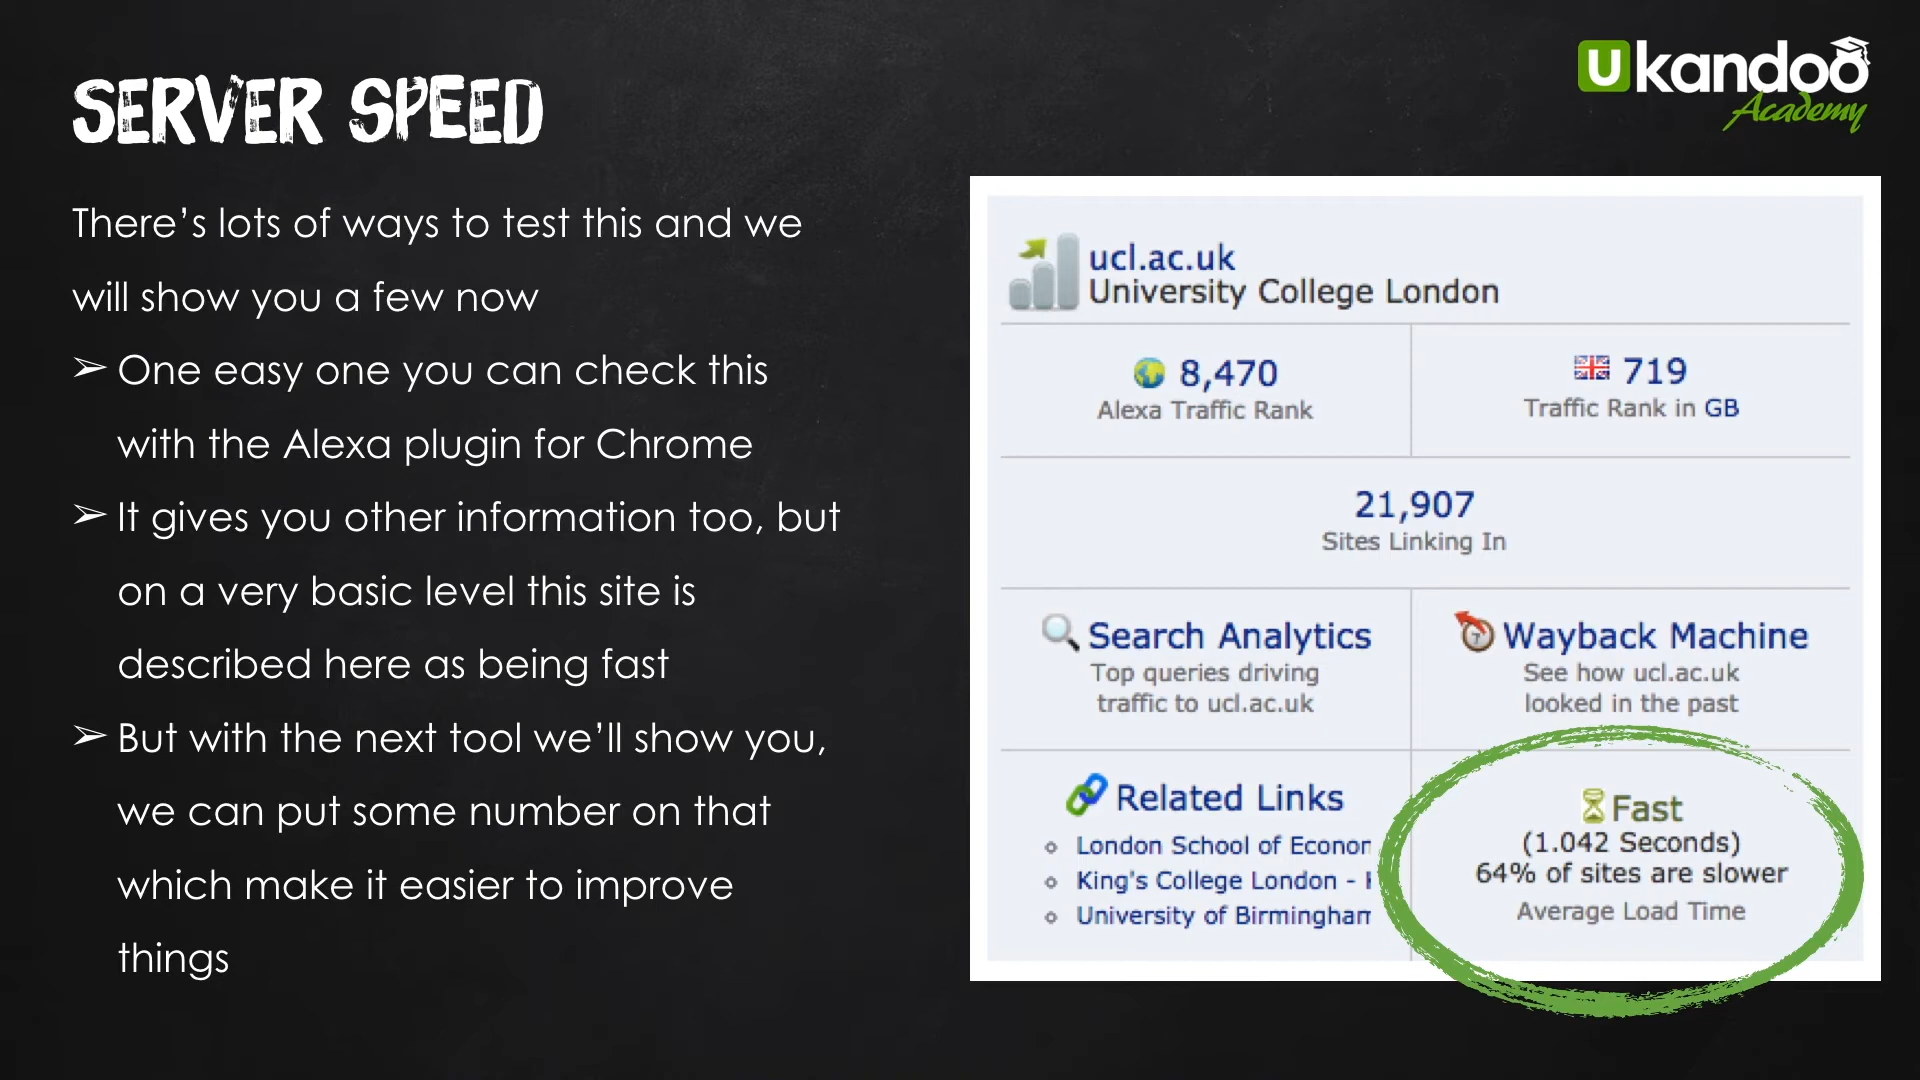 SERVER SPEED
Ukandoo
Academy
There's lots of ways to test this and we
will show you a few now
➢ One easy one you can check this
with the Alexa plugin for Chrome
➢ It gives you other information too, but
on a very basic level this site is
described here as being fast
➢ But with the next tool we'll show you,
we can put some number on that
which make it easier to improve
things
ucl.ac.uk
University College London
8,470
Alexa Traffic Rank
719
Traffic Rank in GB
21,907
Sites Linking In
Search Analytics
Top queries driving
traffic to ucl.ac.uk
Wayback Machine
See how ucl.ac.uk
looked in the past
Related Links
London School of Econor
King's College London -
University of Birmingham
Fast
(1.042 Seconds)
64% of sites are slower
Average Load Time